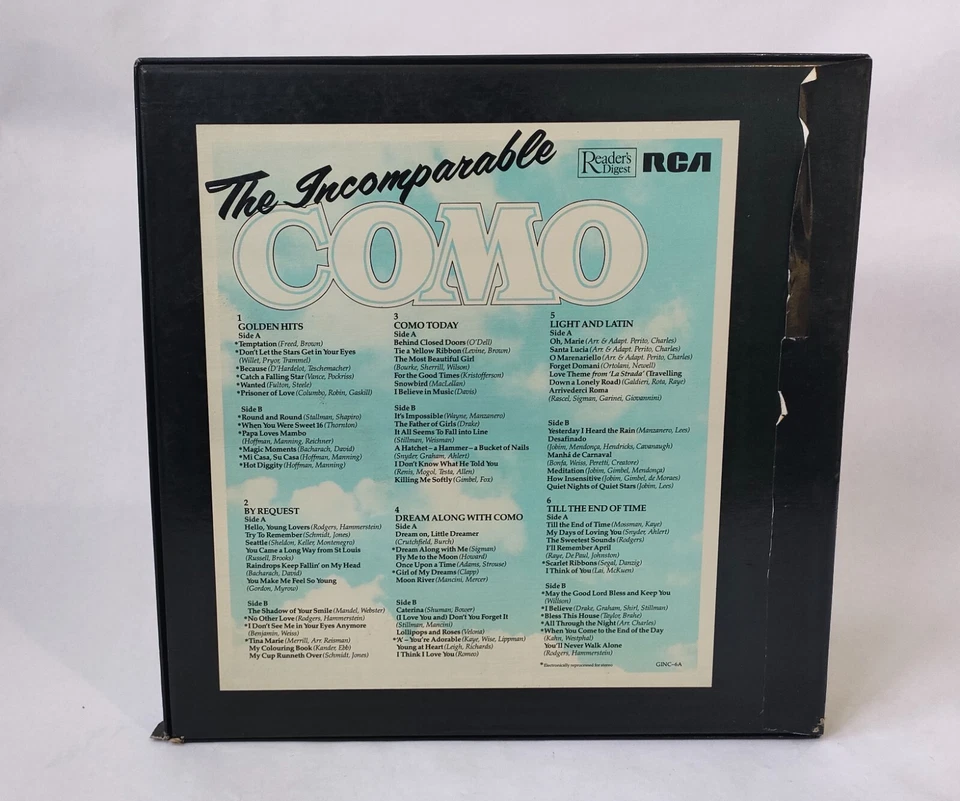 The Incomparable
COMO
Reader's
Digest
RCA
1
GOLDEN HITS
Side A
*Temptation (Freed, Brown)
*Don't Let the Stars Get in Your Eyes
(Willet, Pryor, Trammel)
*Because (D'Hardelot, Teschemacher)
*Catch a Falling Star (Vance, Pockriss)
*Wanted (Fulton, Steele)
*Prisoner of Love (Columbo, Robin, Gaskill)
Side B
*Round and Round (Stallman, Shapiro)
*When You Were Sweet 16 (Thornton)
*Papa Loves Mambo
(Hoffman, Manning, Reichner)
*Magic Moments (Bacharach, David)
*Mi Casa, Su Casa (Hoffman, Manning)
*Hot Diggity (Hoffman, Manning)
2
BY REQUEST
Side A
Hello, Young Lovers (Rodgers, Hammerstein)
Try To Remember (Schmidt, Jones)
Seattle (Sheldon, Keller, Montenegro)
You Came a Long Way from St Louis
(Russell, Brooks)
Raindrops Keep Fallin' on My Head
(Bacharach, David)
You Make Me Feel So Young
(Gordon, Myrow)
Side B
The Shadow of Your Smile (Mandel, Webster)
*No Other Love (Rodgers, Hammerstein)
*I Don't See Me in Your Eyes Anymore
(Benjamin, Weiss)
*Tina Marie (Merrill, Arr. Reisman)
My Colouring Book (Kander, Ebb)
My Cup Runneth Over (Schmidt, Jones)
3
COMO TODAY
Side A
Behind Closed Doors (O'Dell)
Tie a Yellow Ribbon (Levine, Brown)
The Most Beautiful Girl
(Bourke, Sherrill, Wilson)
For the Good Times (Kristofferson)
Snowbird (MacLellan)
I Believe in Music (Davis)
Side B
It's Impossible (Wayne, Manzanero)
The Father of Girls (Drake)
It All Seems To Fall into Line
(Stillman, Weisman)
A Hatchet – a Hammer – a Bucket of Nails
(Snyder, Graham, Ahlert)
I Don't Know What He Told You
(Renis, Mogol, Testa, Allen)
Killing Me Softly (Gimbel, Fox)
4
DREAM ALONG WITH COMO
Side A
Dream on, Little Dreamer
(Crutchfield, Burch)
*Dream Along with Me (Sigman)
Fly Me to the Moon (Howard)
Once Upon a Time (Adams, Strouse)
*Girl of My Dreams (Clapp)
Moon River (Mancini, Mercer)
Side B
Caterina (Shuman, Bower)
(I Love You and) Don't You Forget It
(Stillman, Mancini)
Lollipops and Roses (Velona)
*'A' – You're Adorable (Kaye, Wise, Lippman)
Young at Heart (Leigh, Richards)
I Think I Love You (Romeo)
5
LIGHT AND LATIN
Side A
Oh, Marie (Arr. & Adapt. Perito, Charles)
Santa Lucia (Arr. & Adapt. Perito, Charles)
O Marenariello (Arr. & Adapt. Perito, Charles)
Forget Domani (Ortolani, Newell)
Love Theme from 'La Strada' (Travelling
Down a Lonely Road) (Galdieri, Rota, Raye)
Arrivederci Roma
(Rascel, Sigman, Garinei, Giovannini)
Side B
Yesterday I Heard the Rain (Manzanero, Lees)
Desafinado
(Jobim, Mendonça, Hendricks, Cavanaugh)
Manhã de Carnaval
(Bonfa, Weiss, Peretti, Creatore)
Meditation (Jobim, Gimbel, Mendonça)
How Insensitive (Jobim, Gimbel, de Moraes)
Quiet Nights of Quiet Stars (Jobim, Lees)
6
TILL THE END OF TIME
Side A
Till the End of Time (Mossman, Kaye)
My Days of Loving You (Snyder, Ahlert)
The Sweetest Sounds (Rodgers)
I'll Remember April
(Raye, De Paul, Johnston)
*Scarlet Ribbons (Segal, Danzig)
I Think of You (Lai, McKuen)
Side B
*May the Good Lord Bless and Keep You
(Willson)
*I Believe (Drake, Graham, Shirl, Stillman)
*Bless This House (Taylor, Brake)
*All Through the Night (Arr. Charles)
*When You Come to the End of the Day
(Kahn, Westphal)
You'll Never Walk Alone
(Rodgers, Hammerstein)
*Electronically reprocessed for stereo
GINC–6A